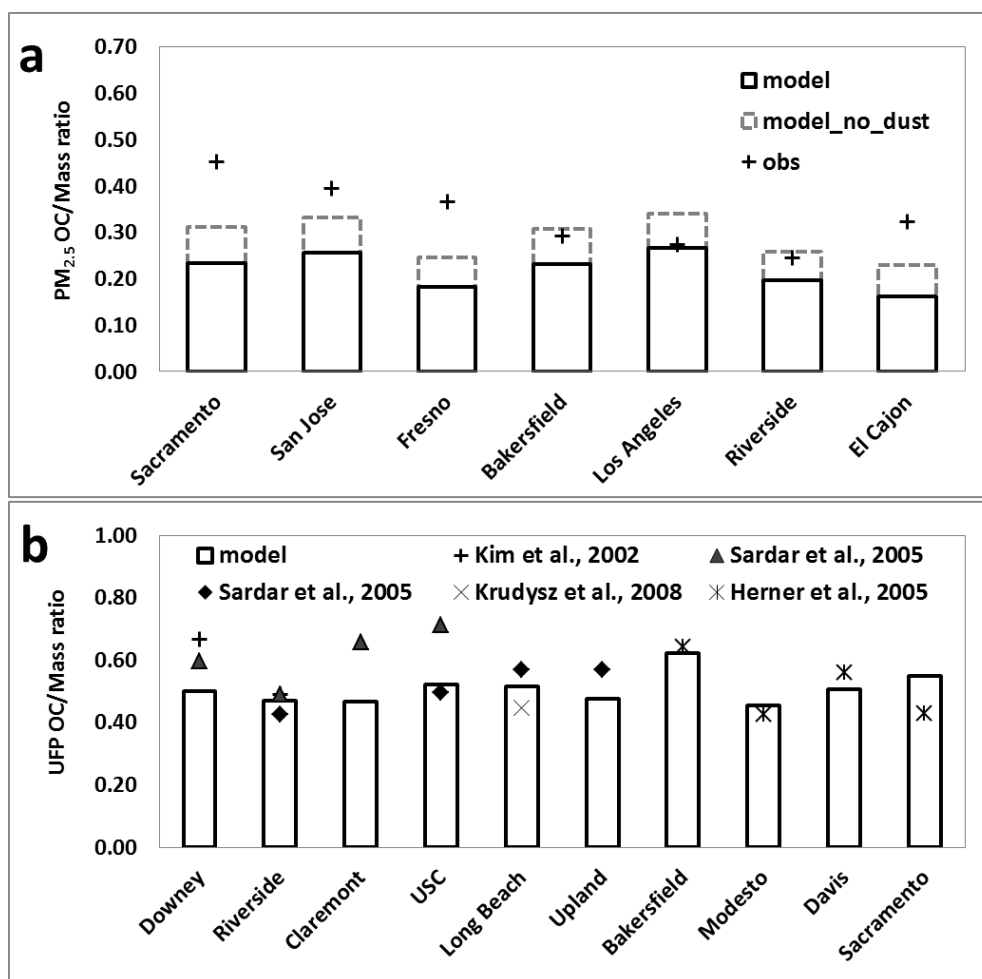 a
PM2.5 OC/Mass ratio
0.70
0.60
0.50
0.40
0.30
0.20
0.10
0.00
model
model_no_dust
obs
Sacramento
San Jose
Fresno
Bakersfield
Los Angeles
Riverside
El Cajon
b
UFP OC/Mass ratio
1.00
0.80
0.60
0.40
0.20
0.00
model
Kim et al., 2002
Sardar et al., 2005
Sardar et al., 2005
Krudysz et al., 2008
Herner et al., 2005
Downey
Riverside
Claremont
USC
Long Beach
Upland
Bakersfield
Modesto
Davis
Sacramento